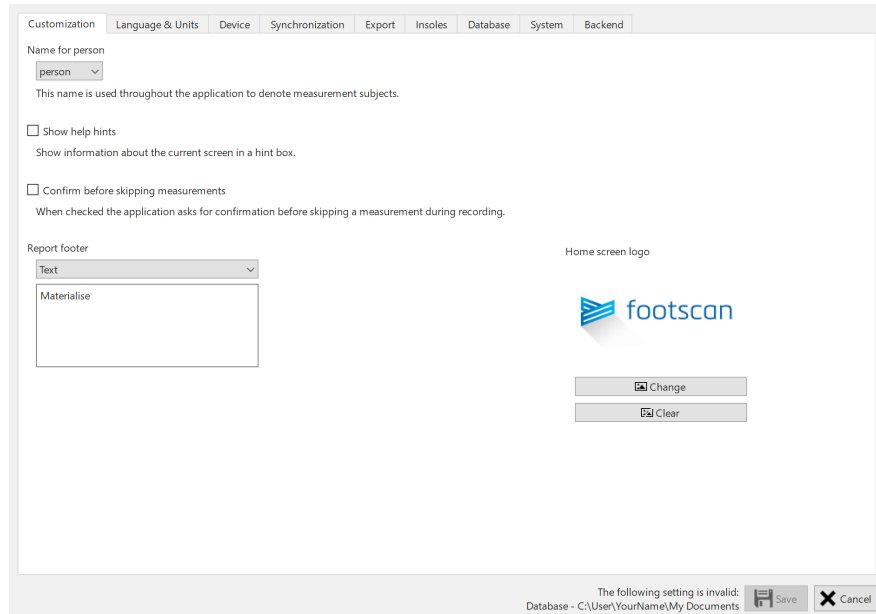 Customization Language & Units Device Synchronization Export Insoles Database System Backend
Name for person
person
This name is used throughout the application to denote measurement subjects.
Show help hints
Show information about the current screen in a hint box.
Confirm before skipping measurements
When checked the application asks for confirmation before skipping a measurement during recording.
Report footer
Text
Materialise
Home screen logo
footscan
Change
Clear
The following setting is invalid:
Database - C:\User\YourName\My Documents
Save
Cancel